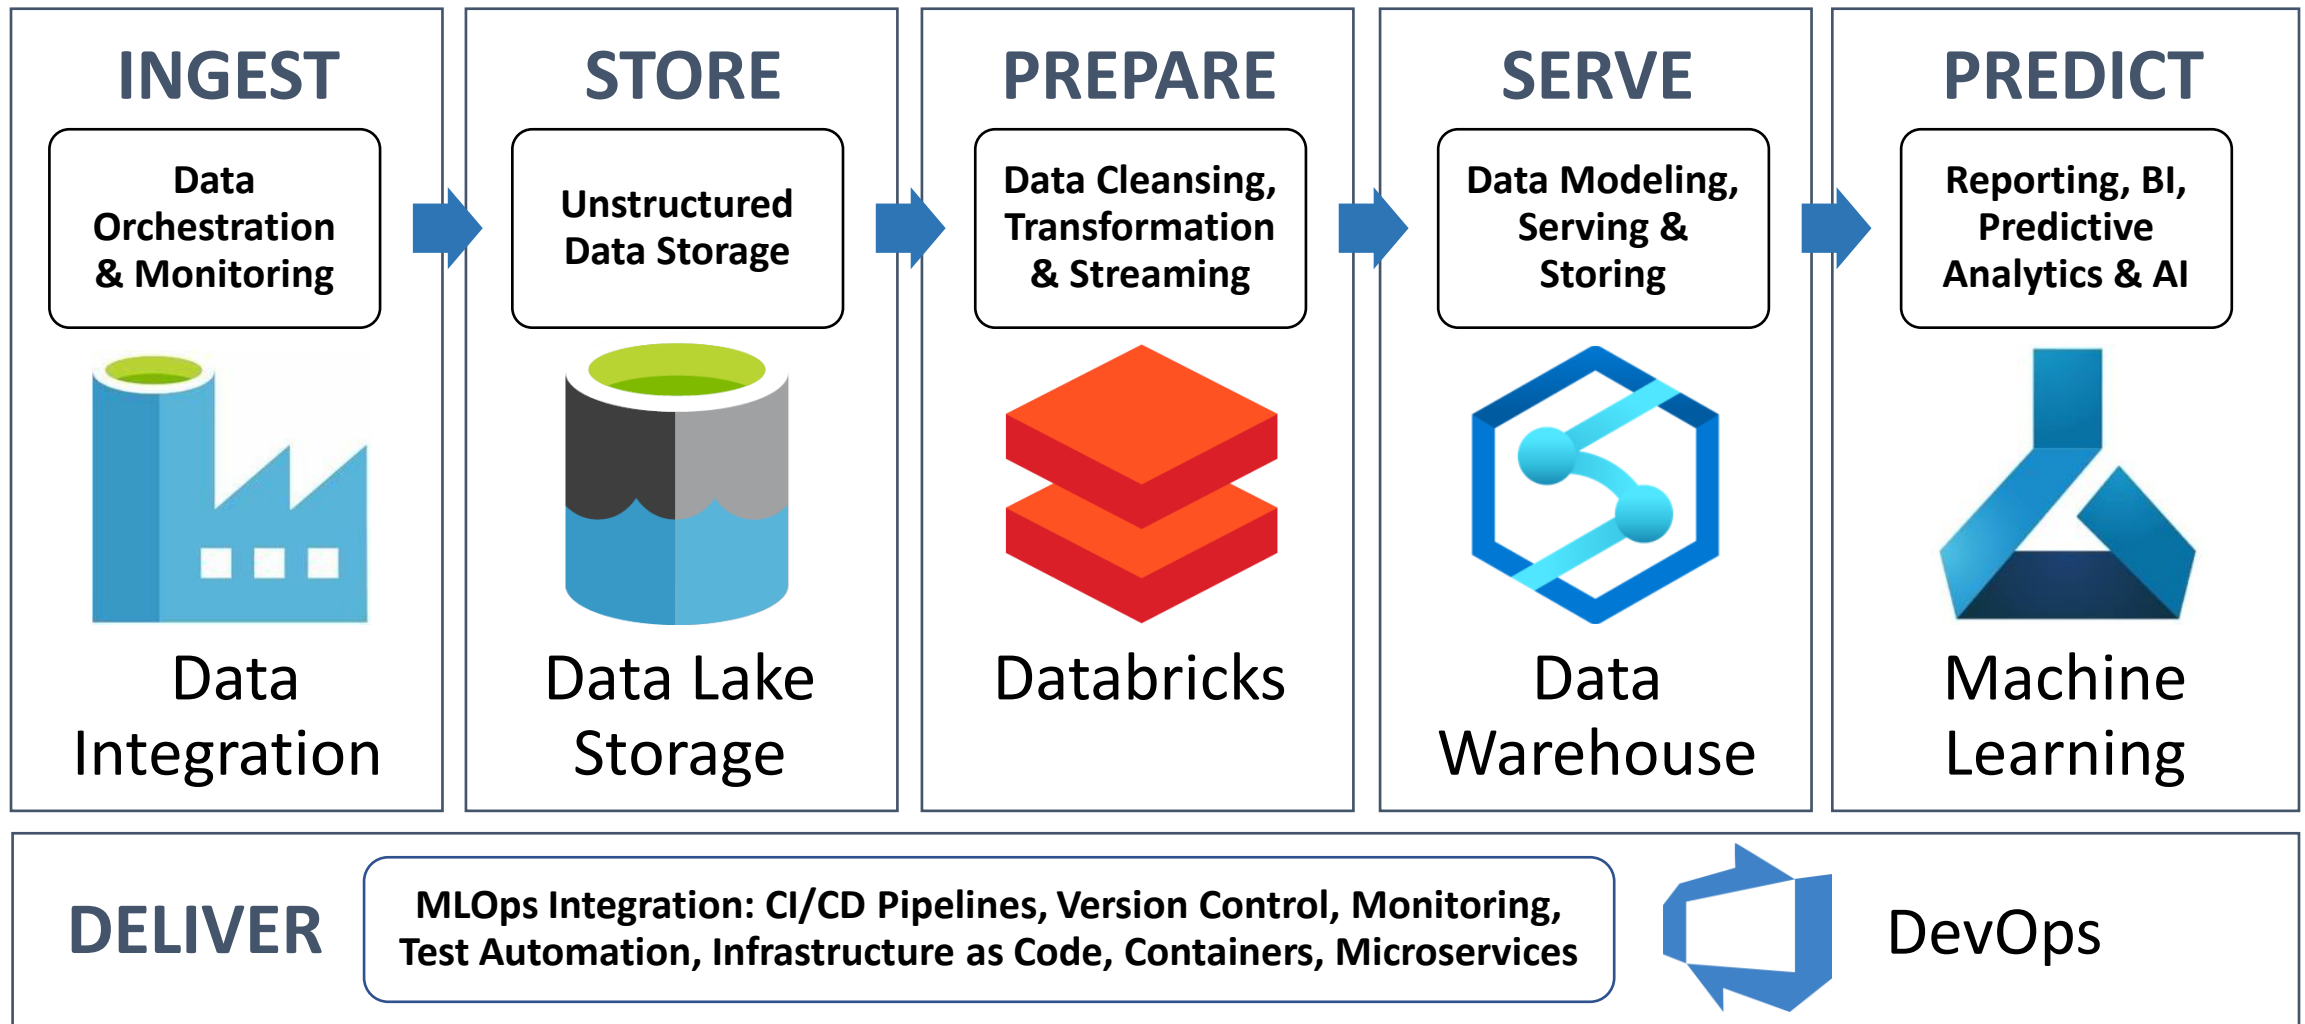 INGEST
Data
Orchestration
& Monitoring
Data
Integration
STORE
Unstructured
Data Storage
Data Lake
Storage
PREPARE
Data Cleansing,
Transformation
& Streaming
Databricks
SERVE
Data Modeling,
Serving &
Storing
Data
Warehouse
PREDICT
Reporting, BI,
Predictive
Analytics & AI
Machine
Learning
DELIVER
MLOps Integration: CI/CD Pipelines, Version Control, Monitoring,
Test Automation, Infrastructure as Code, Containers, Microservices
DevOps